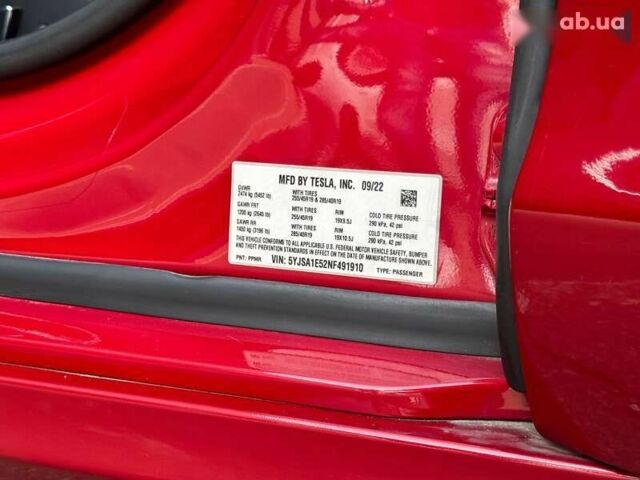 ab.ua
MFD BY TESLA, INC. 09/22
GVWR WITH TIRES
2474 kg (5452 lb) 255/45R19 & 285/40R19
GAWR FRT WITH TIRES RIM COLD TIRE PRESSURE
1200 kg (2645 lb) 255/45R19 19X9.5J 290 kPa, 42 psi
GAWR RR WITH TIRES RIM COLD TIRE PRESSURE
1450 kg (3196 lb) 285/40R19 19X10.5J 290 kPa, 42 psi
THIS VEHICLE CONFORMS TO ALL APPLICABLE U.S. FEDERAL MOTOR VEHICLE SAFETY, BUMPER
AND THEFT PREVENTION STANDARDS IN EFFECT ON THE DATE OF MANUFACTURE SHOWN ABOVE.
VIN: 5YJSA1E52NF491910
PNT: PPMR TYPE: PASSENGER